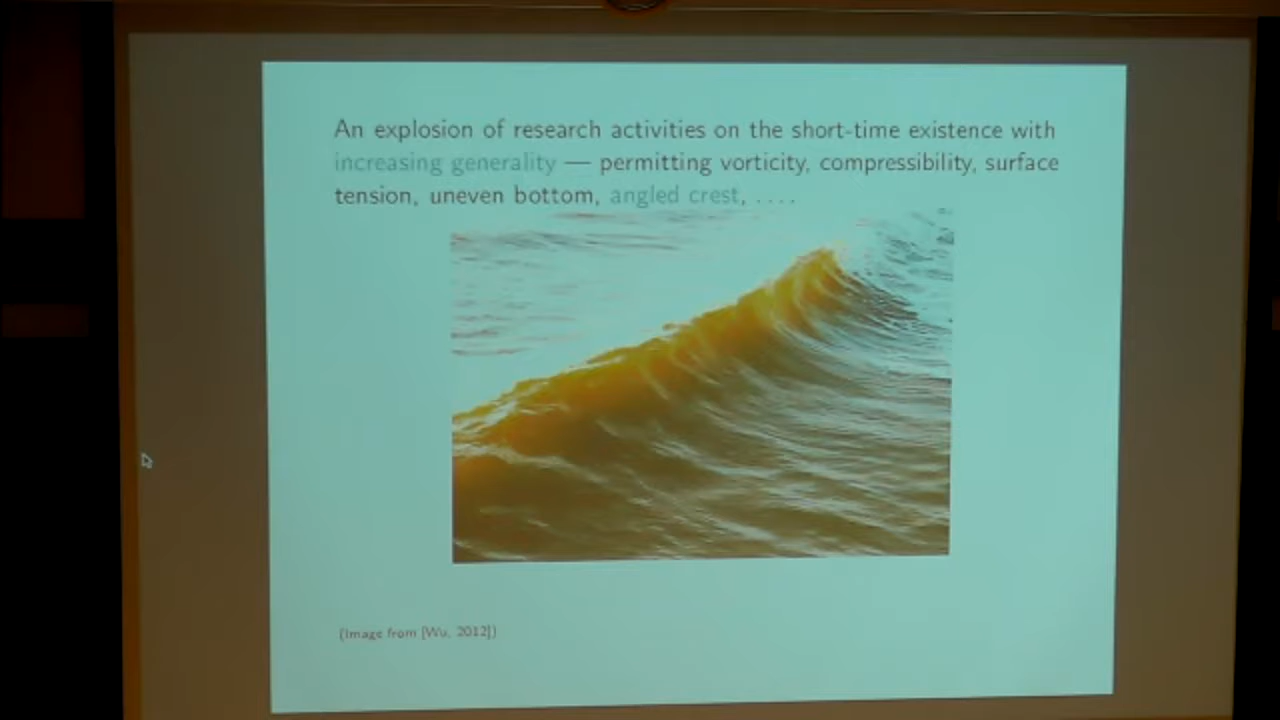 An explosion of research activities on the short-time existence with
increasing generality — permitting vorticity, compressibility, surface
tension, uneven bottom, angled crest, ....
(Image from [Wu, 2012])